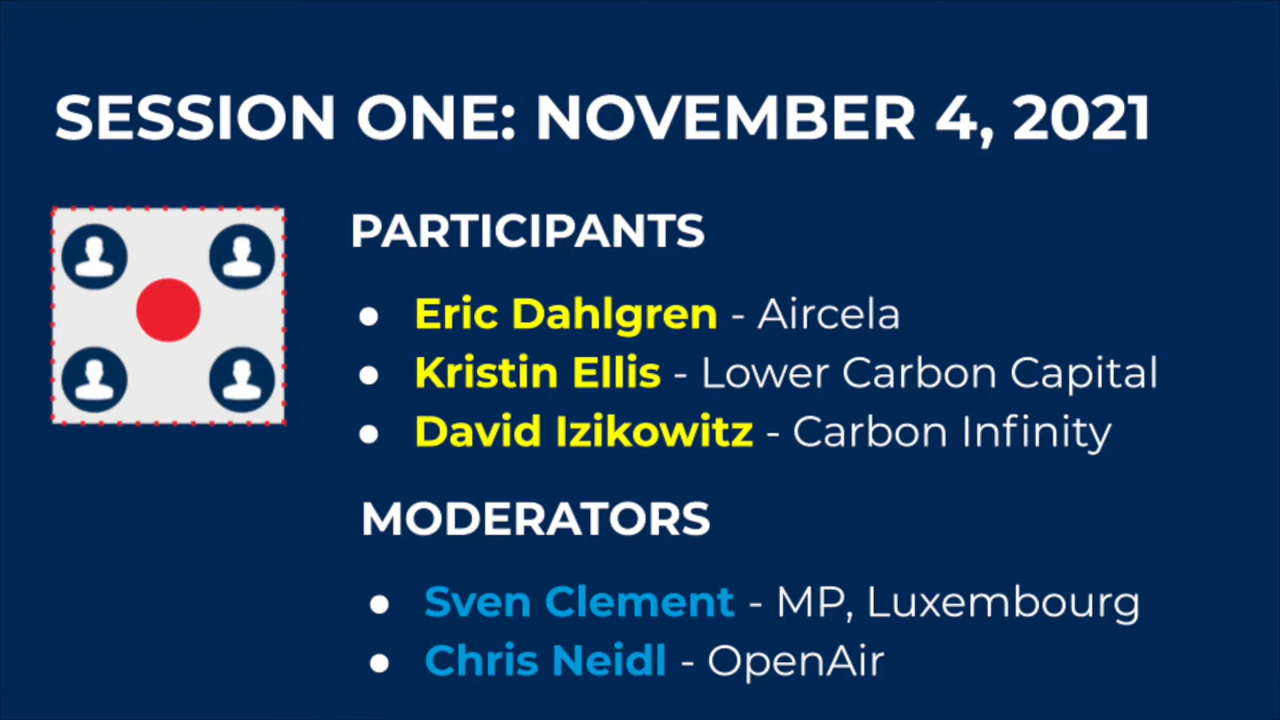 SESSION ONE: NOVEMBER 4, 2021
PARTICIPANTS
● Eric Dahlgren - Aircela
● Kristin Ellis - Lower Carbon Capital
● David Izikowitz - Carbon Infinity
MODERATORS
● Sven Clement - MP, Luxembourg
● Chris Neidl - OpenAir